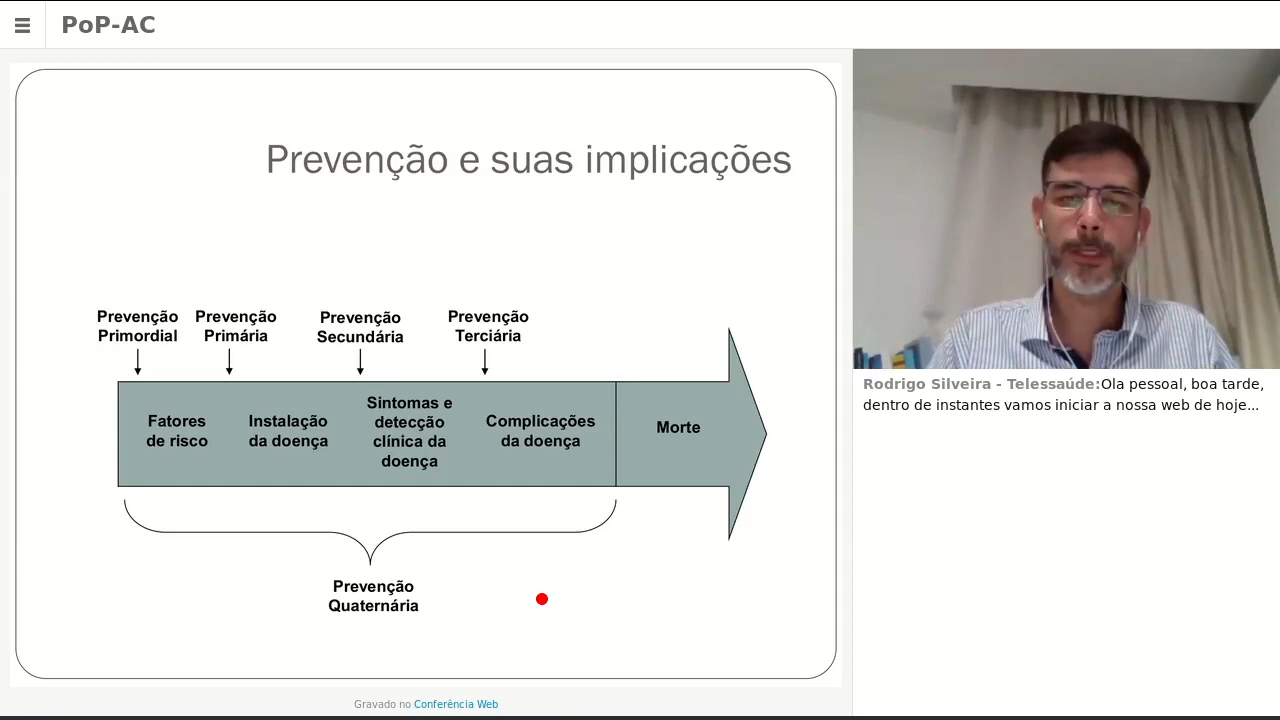 PoP-AC
Prevenção e suas implicações
Prevenção
Primordial
Prevenção
Primária
Prevenção
Secundária
Prevenção
Terciária
Fatores
de risco
Instalação
da doença
Sintomas e
detecção
clínica da
doença
Complicações
da doença
Morte
Prevenção
Quaternária
Rodrigo Silveira - Telessaúde:Ola pessoal, boa tarde,
dentro de instantes vamos iniciar a nossa web de hoje...
Gravado no Conferência Web